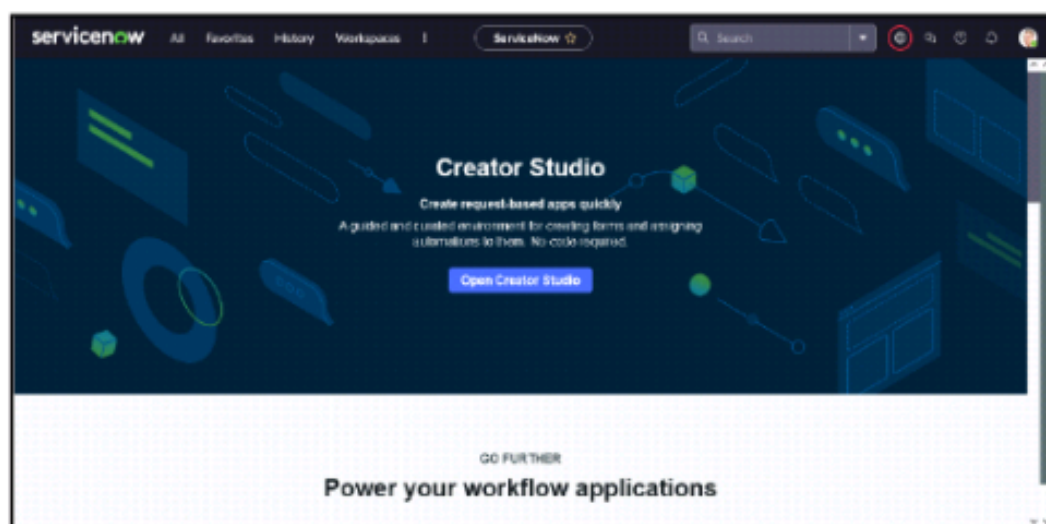 servicenow All Favorites History Workspaces ServiceNow ☆ Search
Creator Studio
Create request-based apps quickly
A guided and curated environment for creating forms and assigning
automations to them. No code required.
Open Creator Studio
GO FURTHER
Power your workflow applications